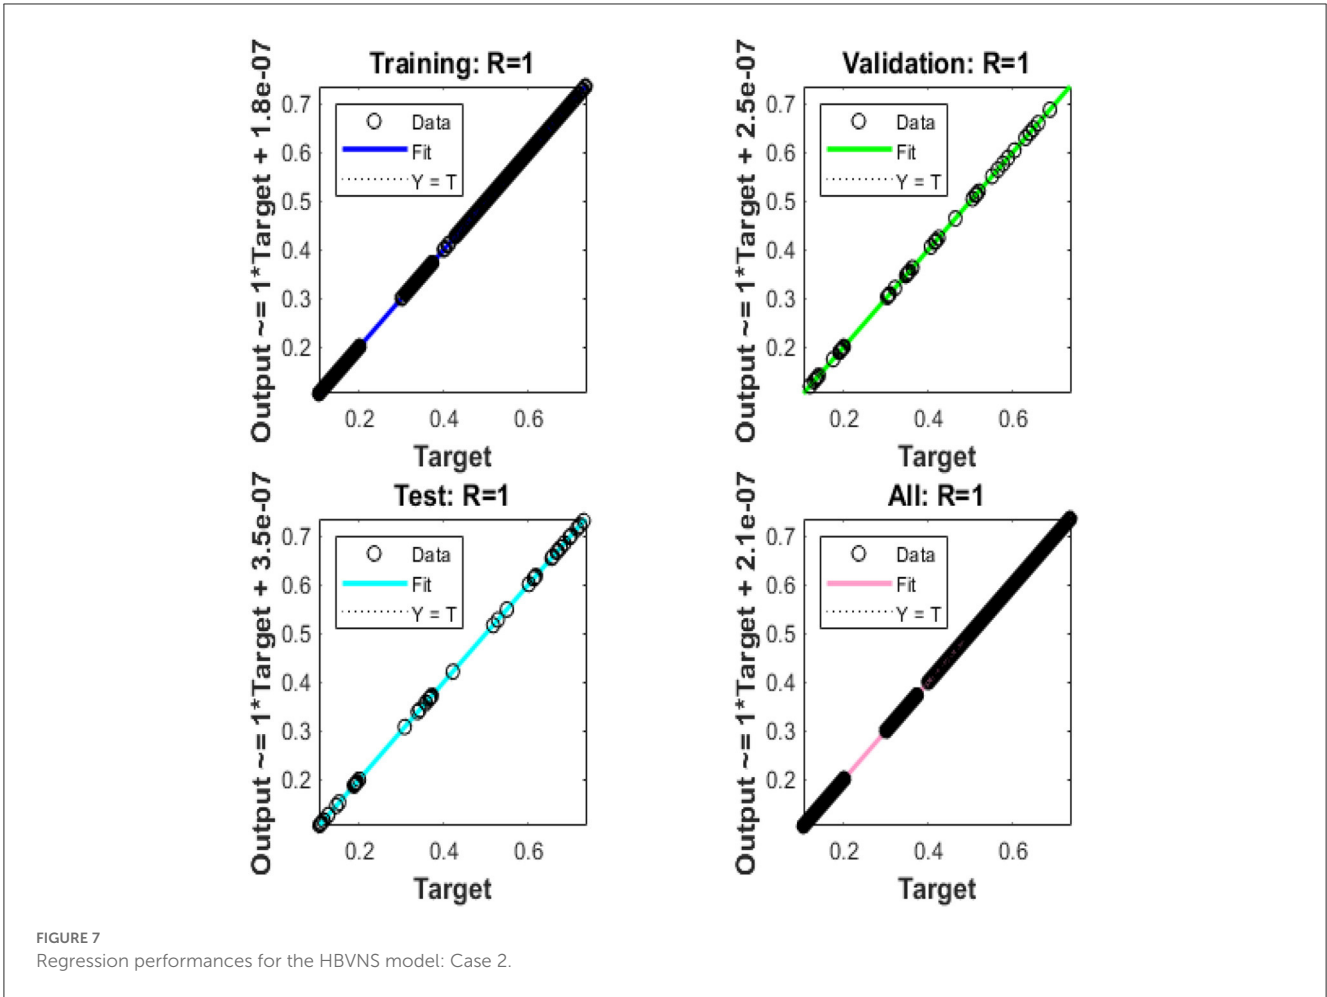 Training: R=1
Output ~= 1*Target + 1.8e-07
0.7
0.6
0.5
0.4
0.3
0.2
Data
Fit
Y = T
0.2 0.4 0.6
Target
Validation: R=1
Output ~= 1*Target + 2.5e-07
0.7
0.6
0.5
0.4
0.3
0.2
Data
Fit
Y = T
0.2 0.4 0.6
Target
Test: R=1
Output ~= 1*Target + 3.5e-07
0.7
0.6
0.5
0.4
0.3
0.2
Data
Fit
Y = T
0.2 0.4 0.6
Target
All: R=1
Output ~= 1*Target + 2.1e-07
0.7
0.6
0.5
0.4
0.3
0.2
Data
Fit
Y = T
0.2 0.4 0.6
Target
FIGURE 7
Regression performances for the HBVNS model: Case 2.